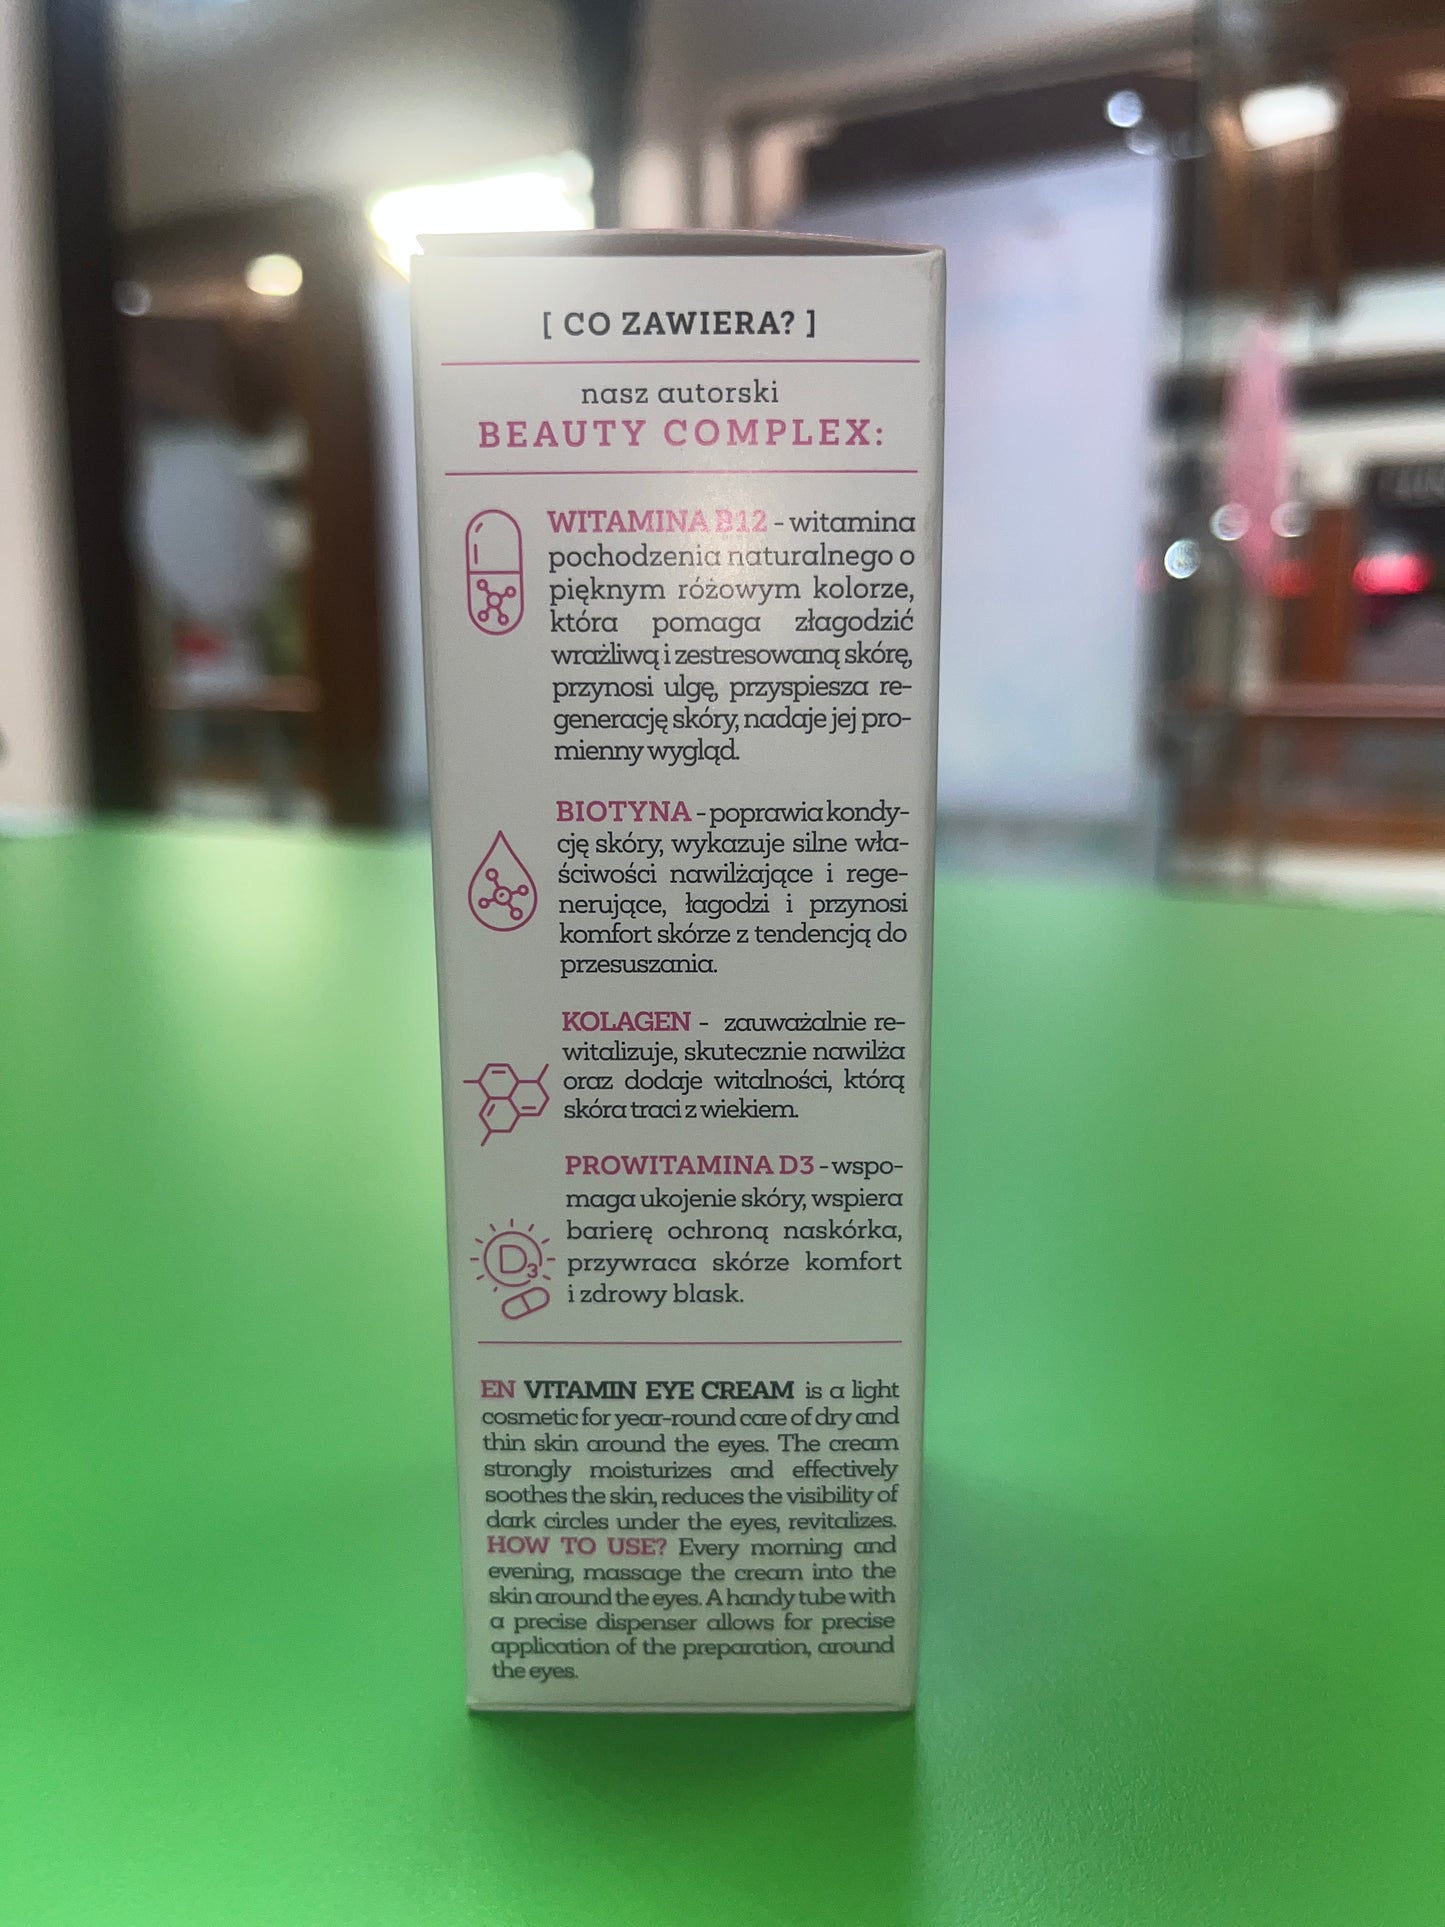 [ CO ZAWIERA? ]
nasz autorski
BEAUTY COMPLEX:
WITAMINA B12 - witamina
pochodzenia naturalnego o
pięknym różowym kolorze,
która pomaga złagodzić
wrażliwą i zestresowaną skórę,
przynosi ulgę, przyspiesza re-
generację skóry, nadaje jej pro-
mienny wygląd.
BIOTYNA - poprawia kondy-
cję skóry, wykazuje silne wła-
ściwości nawilżające i rege-
nerujące, łagodzi i przynosi
komfort skórze z tendencją do
przesuszania.
KOLAGEN - zauważalnie re-
witalizuje, skutecznie nawilża
oraz dodaje witalności, którą
skóra traci z wiekiem.
PROWITAMINA D3 - wspo-
maga ukojenie skóry, wspiera
barierę ochroną naskórka,
przywraca skórze komfort
i zdrowy blask.
D3
EN VITAMIN EYE CREAM is a light
cosmetic for year-round care of dry and
thin skin around the eyes. The cream
strongly moisturizes and effectively
soothes the skin, reduces the visibility of
dark circles under the eyes, revitalizes.
HOW TO USE? Every morning and
evening, massage the cream into the
skin around the eyes. A handy tube with
a precise dispenser allows for precise
application of the preparation, around
the eyes.